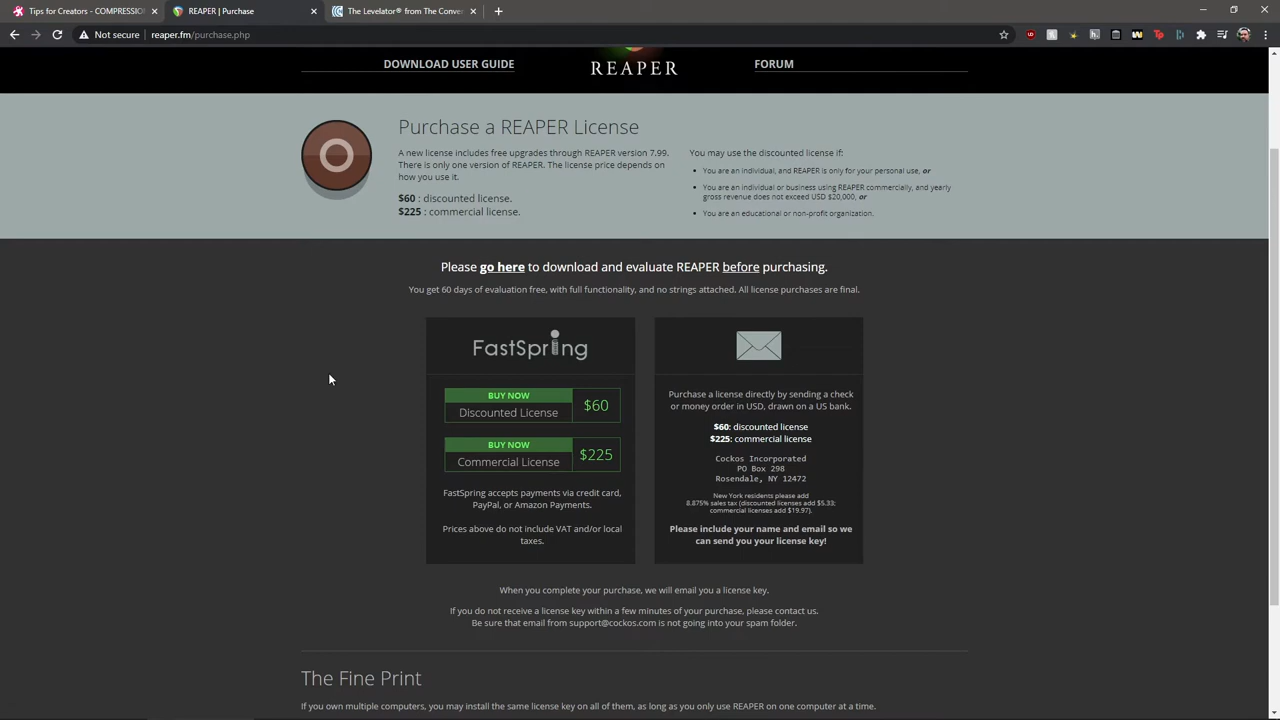 Tips for Creators - COMPRESSION
REAPER | Purchase
The Levelator® from The Conver
Not secure
reaper.fm/purchase.php
DOWNLOAD USER GUIDE
REAPER
FORUM
Purchase a REAPER License
A new license includes free upgrades through REAPER version 7.99.
There is only one version of REAPER. The license price depends on
how you use it.
$60 : discounted license.
$225 : commercial license.
You may use the discounted license if:
You are an individual, and REAPER is only for your personal use, or
You are an individual or business using REAPER commercially, and yearly
gross revenue does not exceed USD $20,000, or
You are an educational or non-profit organization.
Please go here to download and evaluate REAPER before purchasing.
You get 60 days of evaluation free, with full functionality, and no strings attached. All license purchases are final.
FastSpring
BUY NOW
Discounted License
$60
BUY NOW
Commercial License
$225
FastSpring accepts payments via credit card,
PayPal, or Amazon Payments.
Prices above do not include VAT and/or local
taxes.
Purchase a license directly by sending a check
or money order in USD, drawn on a US bank.
$60: discounted license
$225: commercial license
Cockos Incorporated
PO Box 298
Rosendale, NY 12472
New York residents please add
8.875% sales tax (discounted licenses add $5.33;
commercial licenses add $19.97).
Please include your name and email so we
can send you your license key!
When you complete your purchase, we will email you a license key.
If you do not receive a license key within a few minutes of your purchase, please contact us.
Be sure that email from support@cockos.com is not going into your spam folder.
The Fine Print
If you own multiple computers, you may install the same license key on all of them, as long as you only use REAPER on one computer at a time.